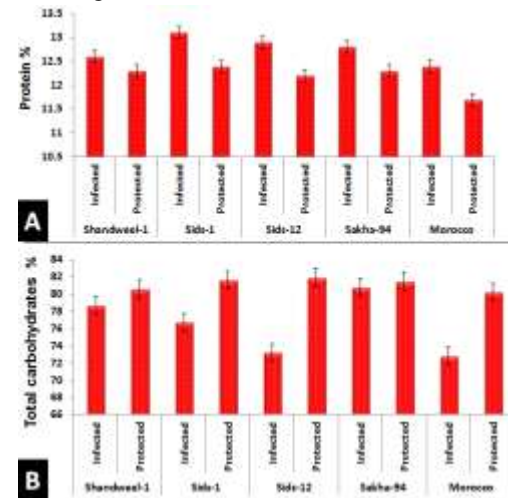 13.5
13
12.5
12
11.5
11
10.5
Protein %
Infected Protected Infected Protected Infected Protected Infected Protected Infected Protected
Shandweel-1 Sids-1 Sids-12 Sakha-94 Morocco
A
84
82
80
78
76
74
72
70
68
66
Total carbohydrates %
Infected Protected Infected Protected Infected Protected Infected Protected Infected Protected
Shandweel-1 Sids-1 Sids-12 Sakha-94 Morocco
B